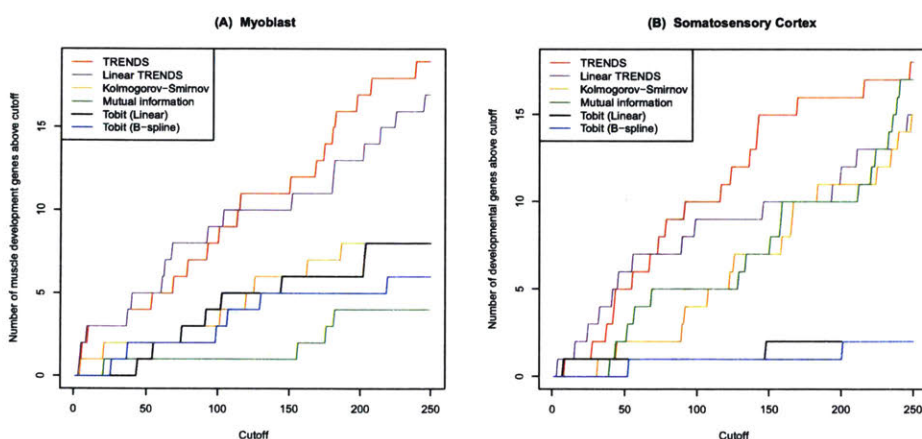 (A) Myoblast
TRENDS
Linear TRENDS
Kolmogorov-Smirnov
Mutual information
Tobit (Linear)
Tobit (B-spline)
Number of muscle development genes above cutoff
0
5
10
15
0
50
100
150
200
250
Cutoff
(B) Somatosensory Cortex
TRENDS
Linear TRENDS
Kolmogorov-Smirnov
Mutual information
Tobit (Linear)
Tobit (B-spline)
Number of developmental genes above cutoff
0
5
10
15
0
50
100
150
200
250
Cutoff